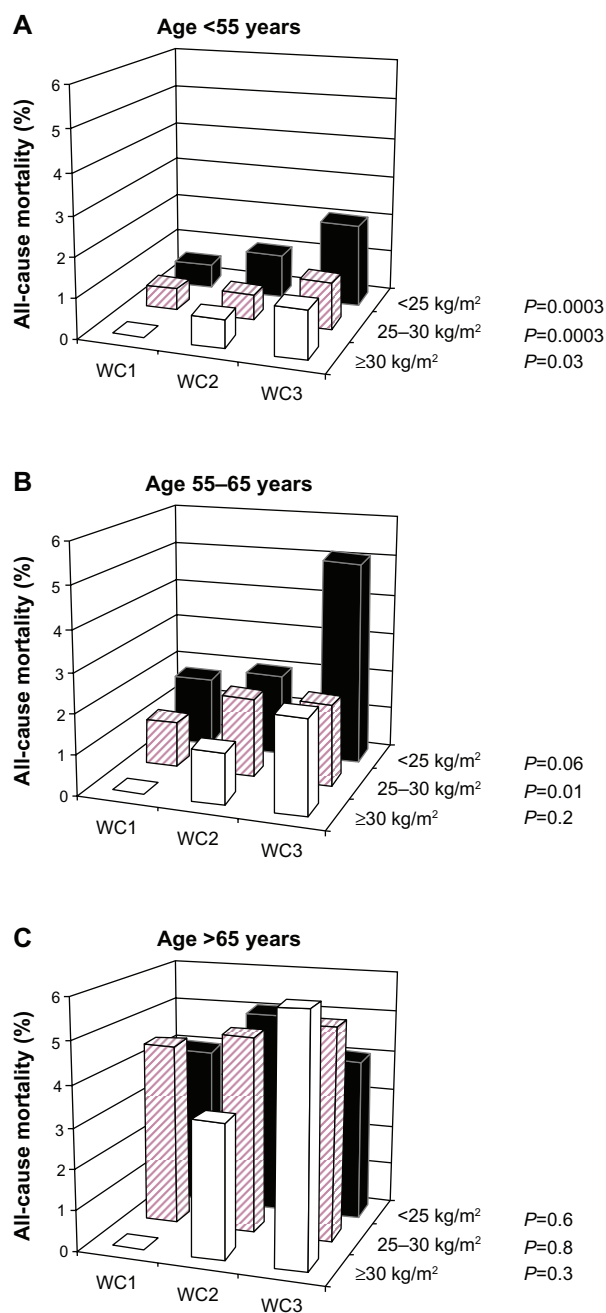 A
Age <55 years
All-cause mortality (%)
6
5
4
3
2
1
0
WC1
WC2
WC3
<25 kg/m²
25–30 kg/m²
≥30 kg/m²
P=0.0003
P=0.0003
P=0.03
B
Age 55–65 years
All-cause mortality (%)
6
5
4
3
2
1
0
WC1
WC2
WC3
<25 kg/m²
25–30 kg/m²
≥30 kg/m²
P=0.06
P=0.01
P=0.2
C
Age >65 years
All-cause mortality (%)
6
5
4
3
2
1
0
WC1
WC2
WC3
<25 kg/m²
25–30 kg/m²
≥30 kg/m²
P=0.6
P=0.8
P=0.3